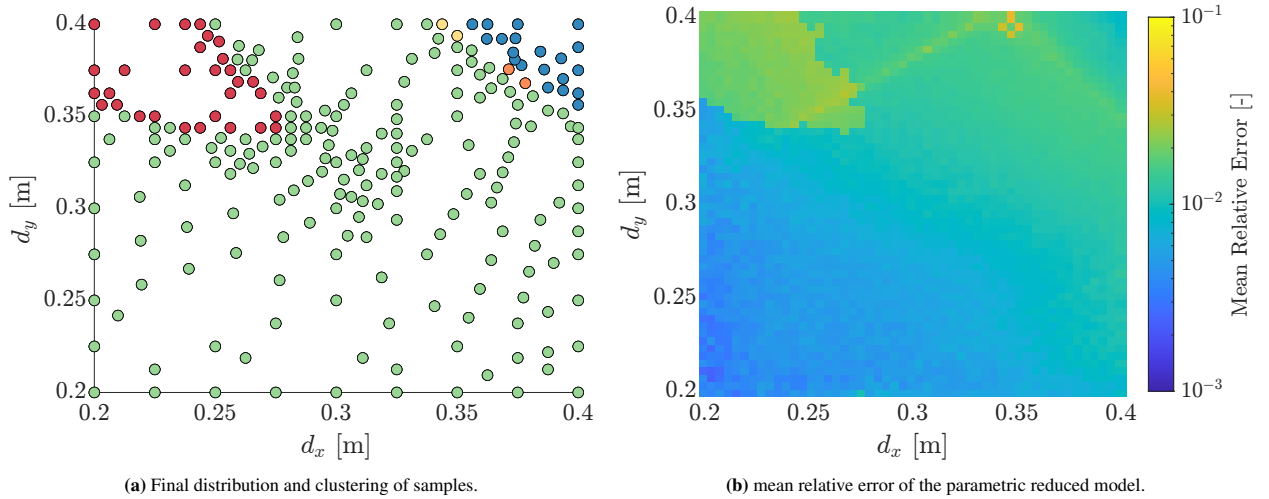 0.4
0.35
0.3
0.25
0.2
d_y [m]
0.2 0.25 0.3 0.35 0.4
d_x [m]
(a) Final distribution and clustering of samples.
0.4
0.35
0.3
0.25
0.2
d_y [m]
0.2 0.25 0.3 0.35 0.4
d_x [m]
10^{-1}
10^{-2}
10^{-3}
Mean Relative Error [-]
(b) mean relative error of the parametric reduced model.